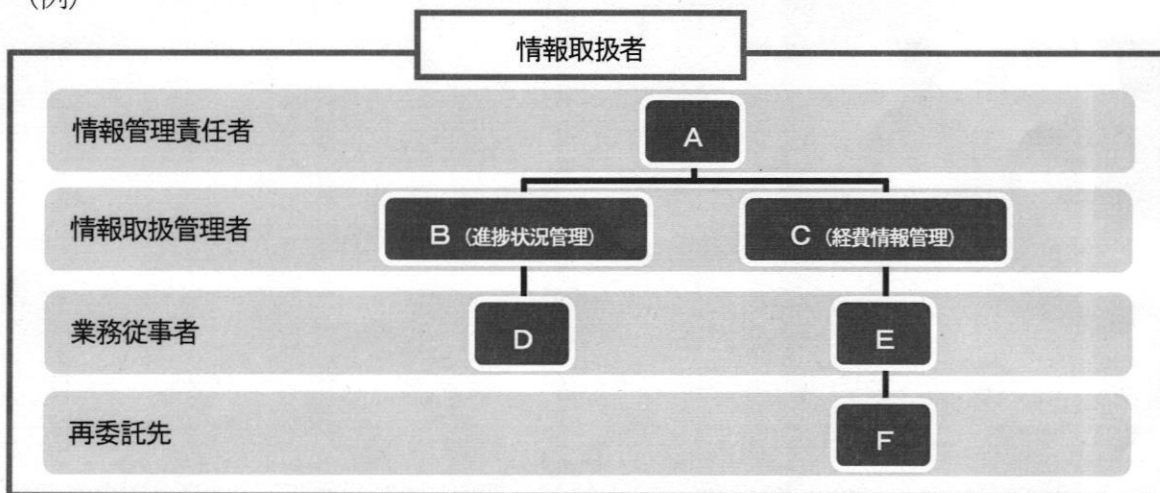 (例)
情報取扱者
情報管理責任者
A
情報取扱管理者
B (進捗状況管理)
C (経費情報管理)
業務従事者
D
E
再委託先
F